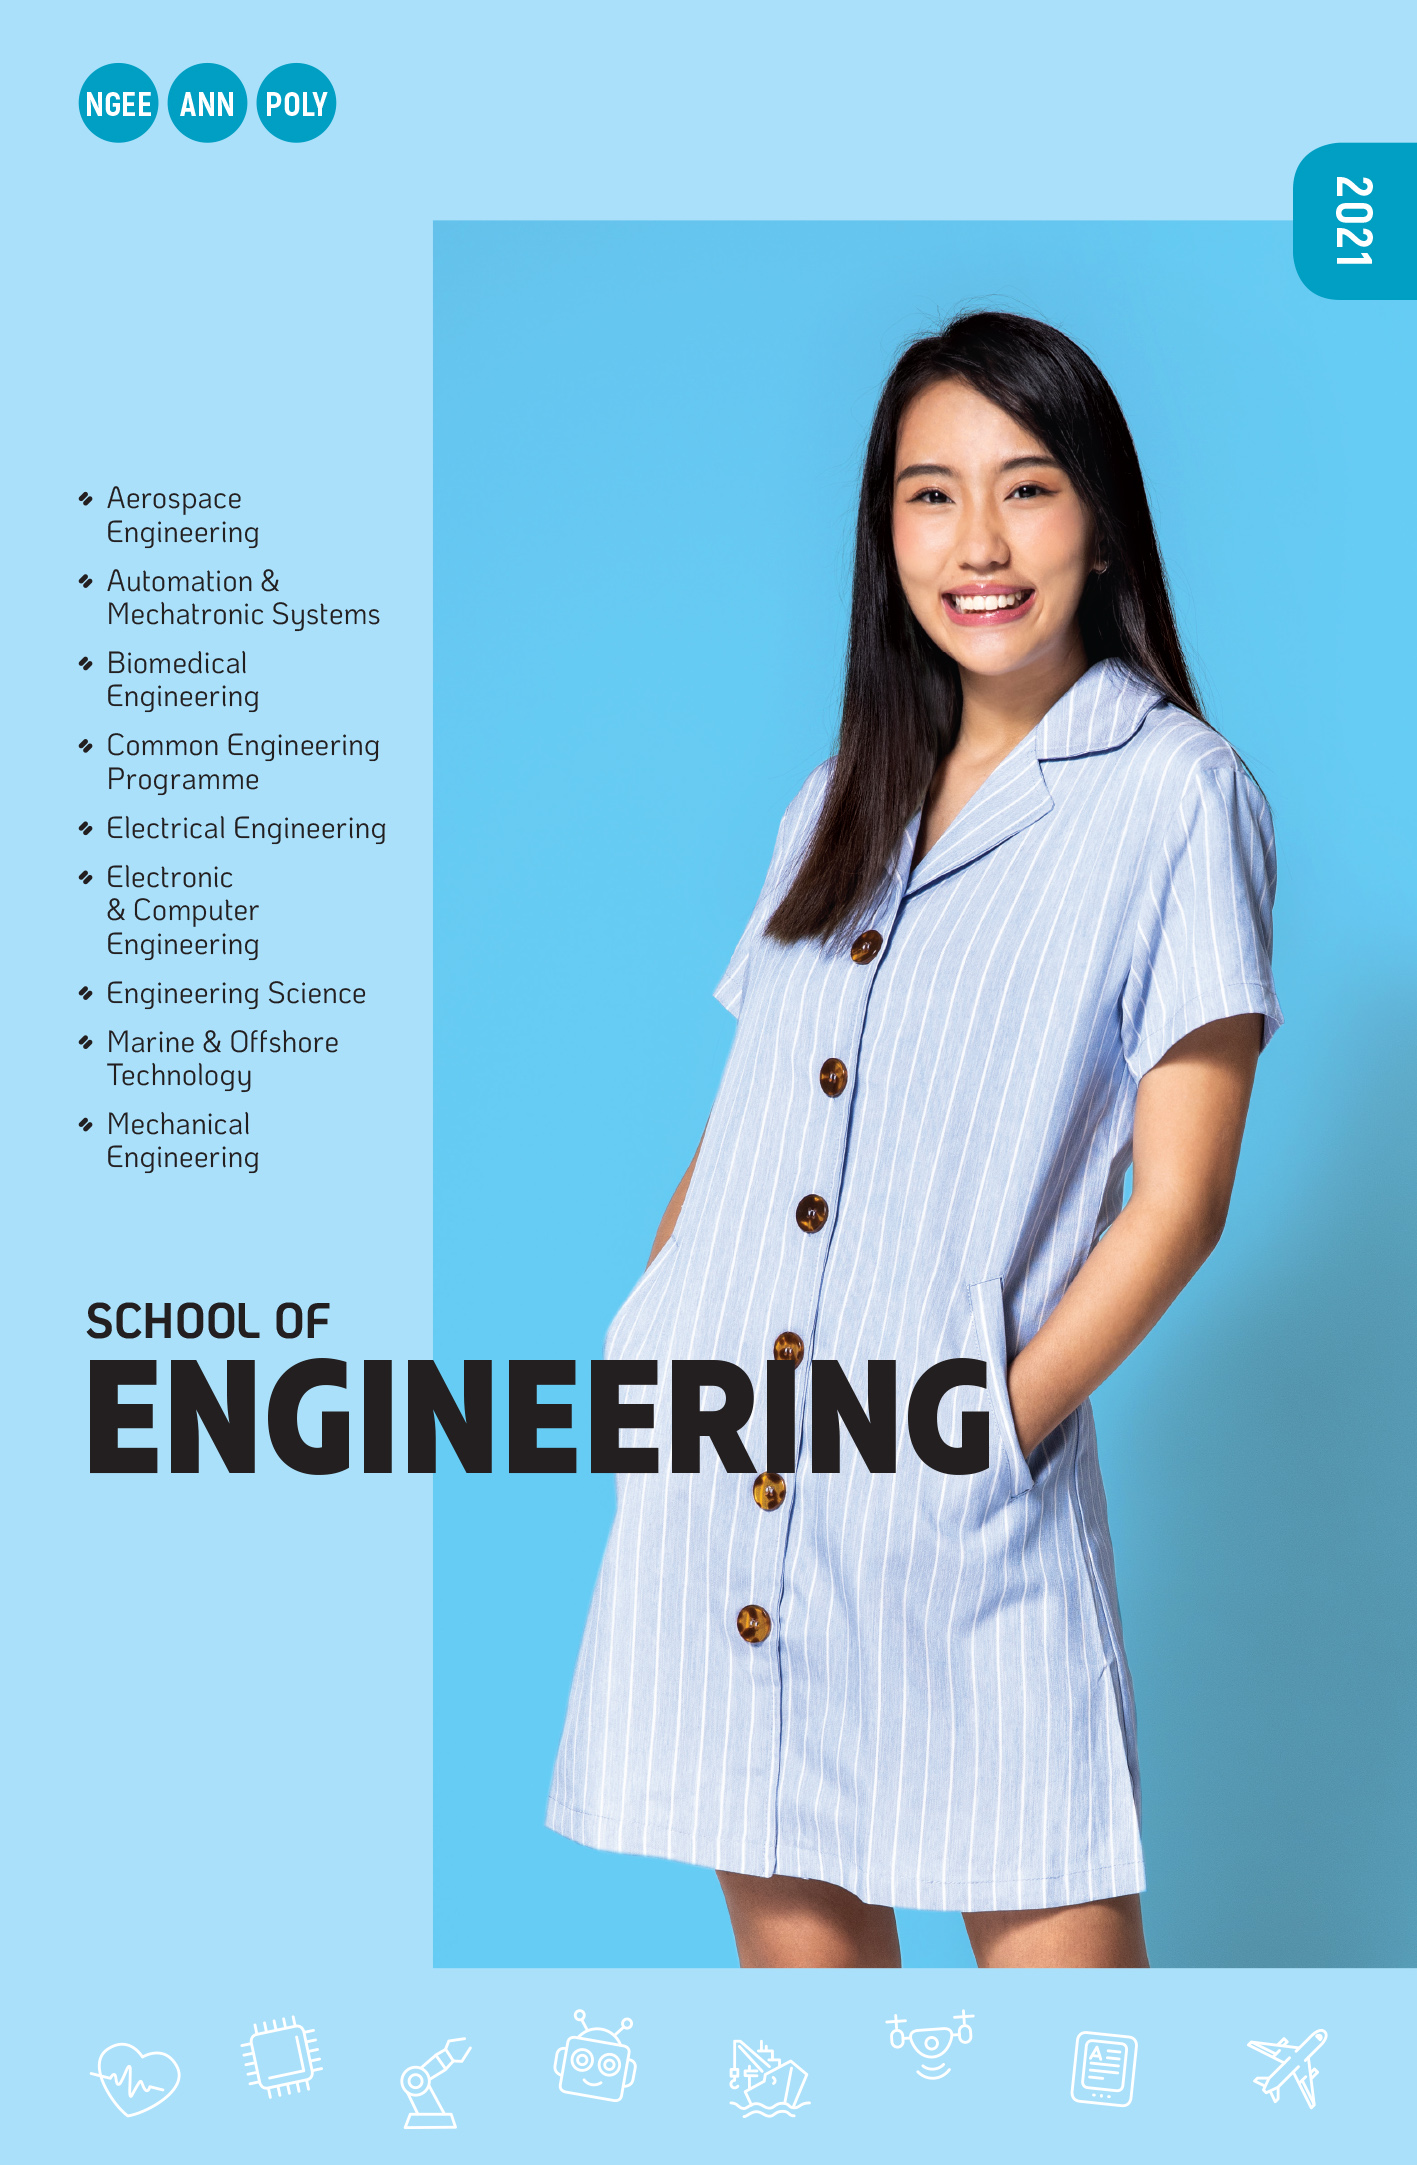 NGEE ANN POLY
2021
Aerospace
Engineering
Automation &
Mechatronic Systems
Biomedical
Engineering
Common Engineering
Programme
Electrical Engineering
Electronic
& Computer
Engineering
Engineering Science
Marine & Offshore
Technology
Mechanical
Engineering
SCHOOL OF
ENGINEERING
A